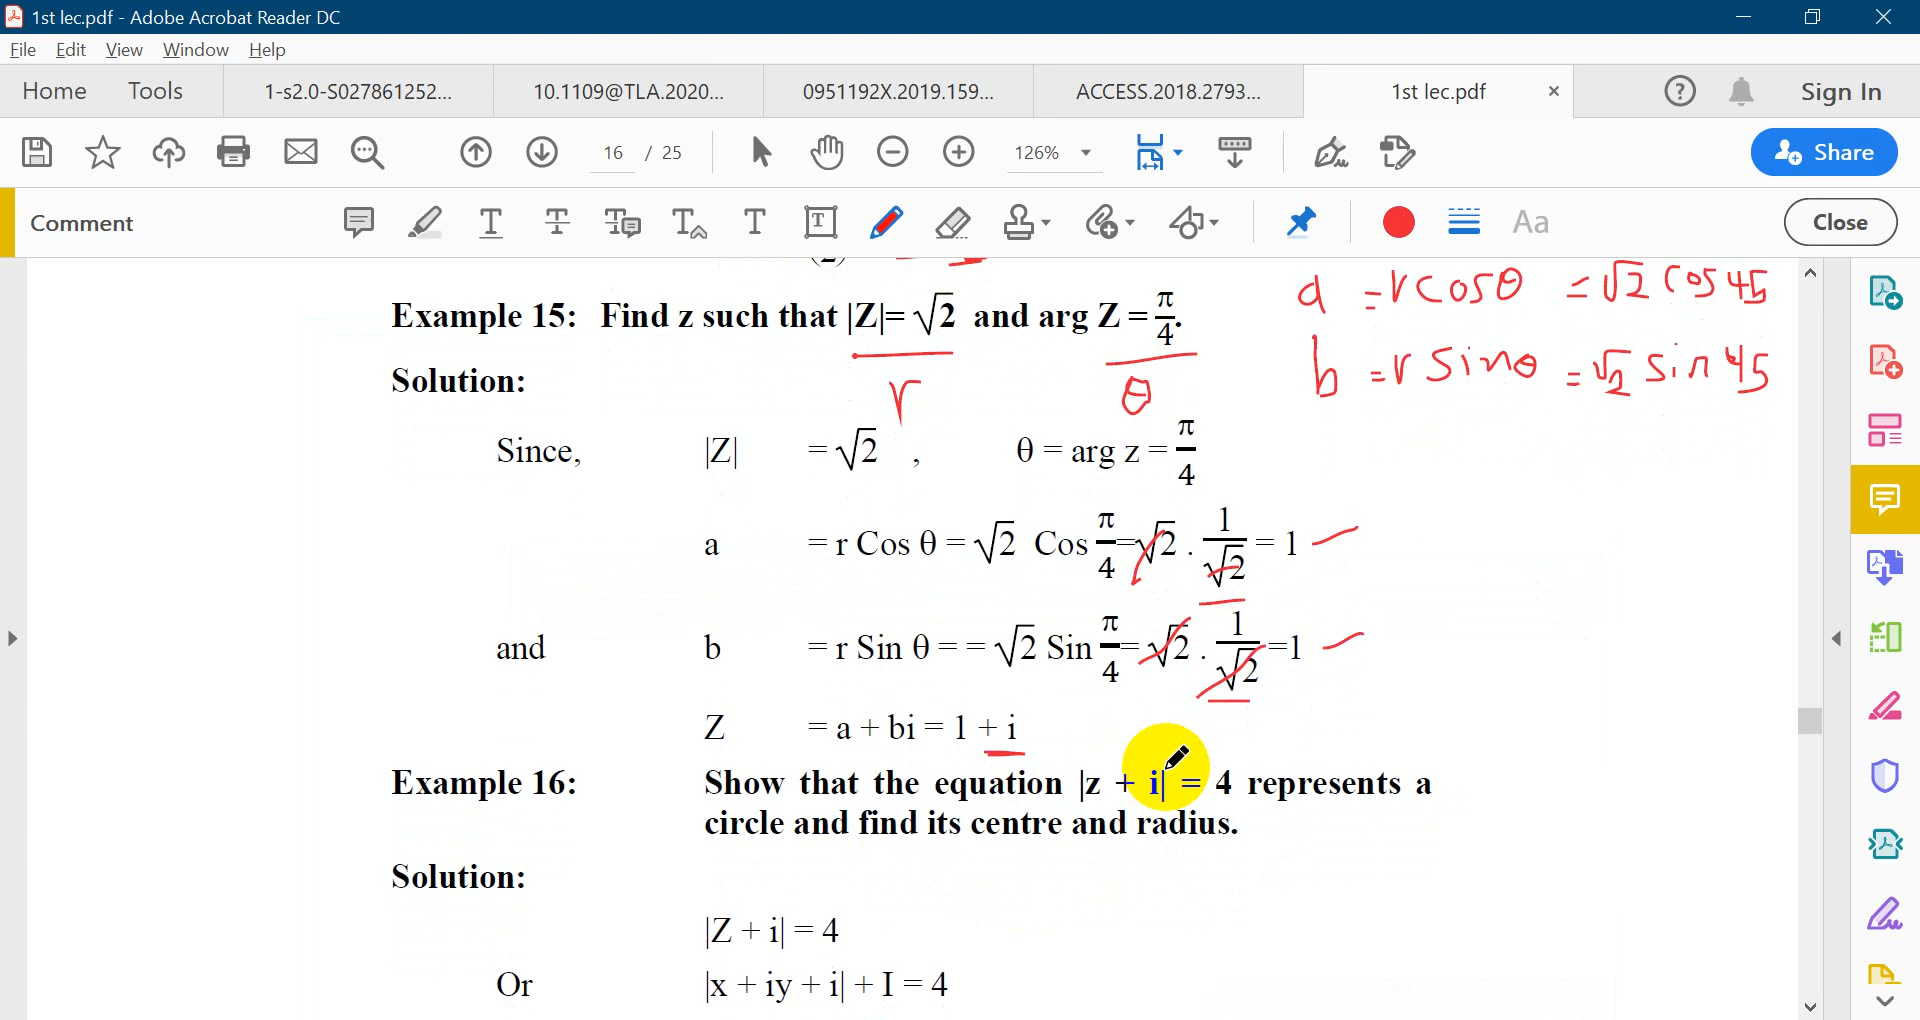 1st lec.pdf - Adobe Acrobat Reader DC
File Edit View Window Help
Home Tools 1-s2.0-S027861252... 10.1109@TLA.2020... 0951192X.2019.159... ACCESS.2018.2793... 1st lec.pdf × Sign In
16 / 25 126% Share
Comment Aa Close
a = r cosθ = √2 cos 45
Example 15: Find z such that |Z|= √2 and arg Z = π/4.
b = r sinθ = √2 sin 45
Solution:
r θ
Since, |Z| = √2 , θ = arg z = π/4
a = r Cos θ = √2 Cos π/4 = √2 . 1/√2 = 1
and b = r Sin θ = = √2 Sin π/4 = √2 . 1/√2 =1
Z = a + bi = 1 + i
Example 16: Show that the equation |z + i| = 4 represents a
circle and find its centre and radius.
Solution:
|Z + i| = 4
Or |x + iy + i| + I = 4